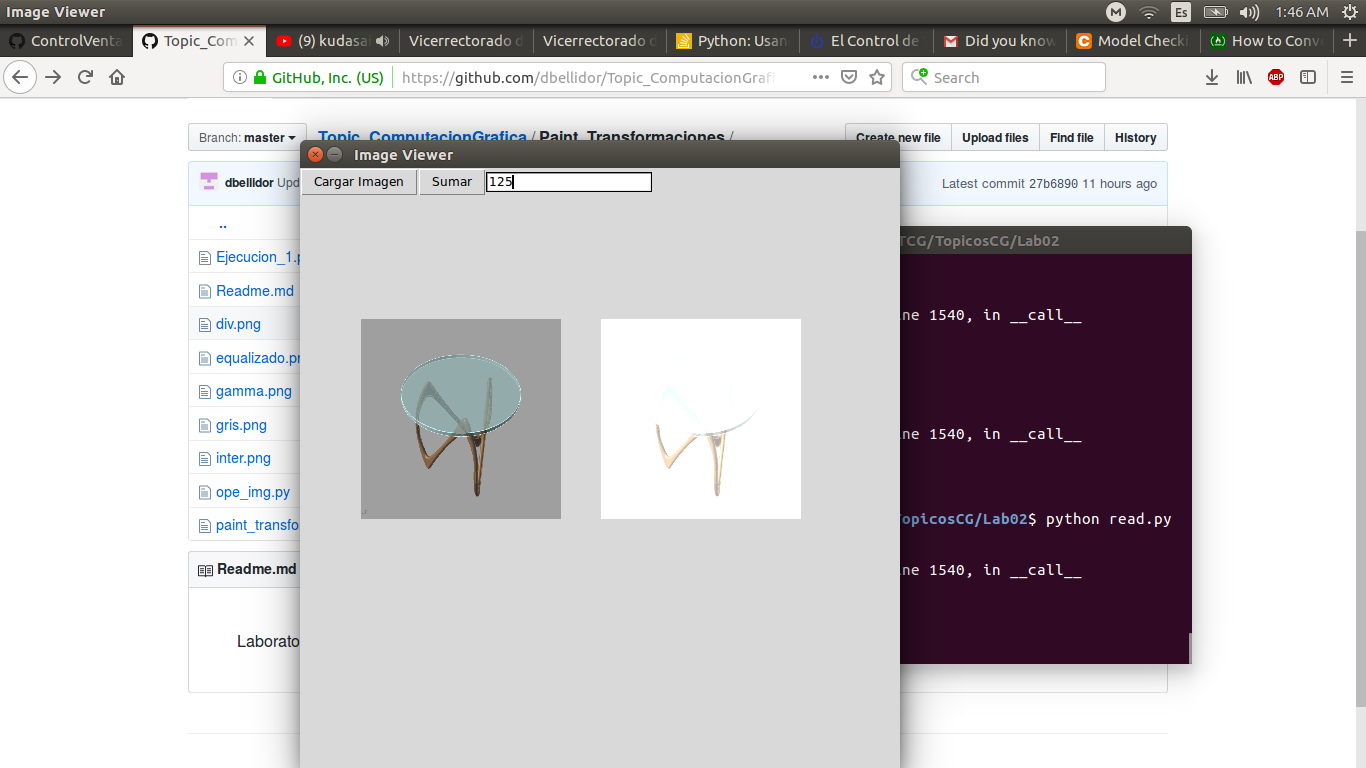 Image Viewer
Es
1:46 AM
ControlVenta
Topic_Com
(9) kudasa
Vicerrectorado d
Vicerrectorado d
Python: Usan
El Control de
Did you know
Model Checki
How to Conv
GitHub, Inc. (US)
https://github.com/dbellidor/Topic_ComputacionGrafi
Search
ABP
Branch: master
Topic_ComputacionGrafica / Paint_Transformaciones /
Create new file
Upload files
Find file
History
Image Viewer
Cargar Imagen
Sumar
125
dbellidor Upd
Latest commit 27b6890 11 hours ago
..
Ejecucion_1.p
Readme.md
div.png
equalizado.pn
gamma.png
gris.png
inter.png
ope_img.py
paint_transfo
Readme.md
Laborato
TCG/TopicosCG/Lab02
ne 1540, in __call__
ne 1540, in __call__
TopicosCG/Lab02$ python read.py
ne 1540, in __call__